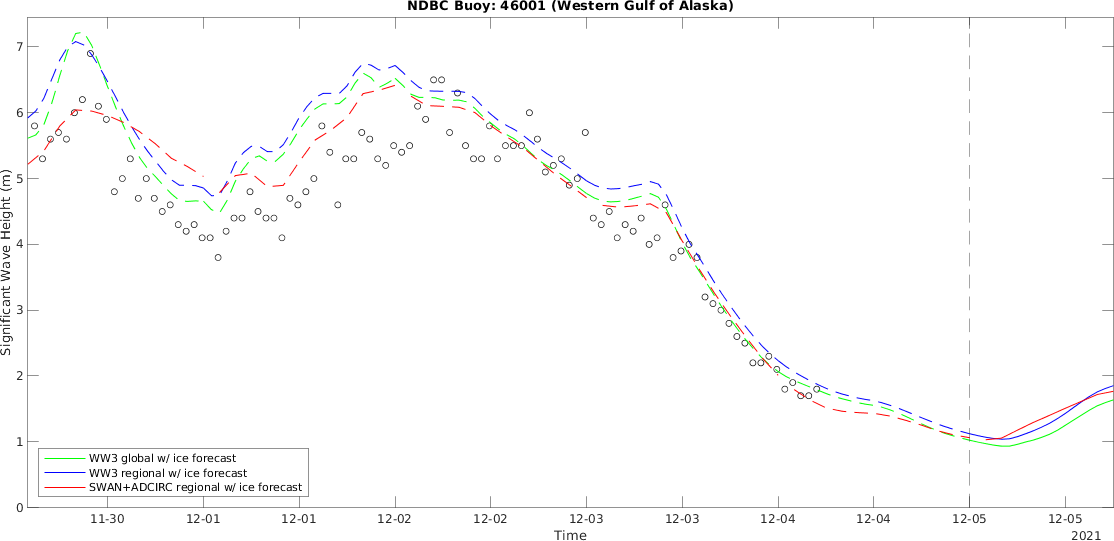 NDBC Buoy: 46001 (Western Gulf of Alaska)
7
6
5
4
3
2
1
0
Significant Wave Height (m)
WW3 global w/ ice forecast
WW3 regional w/ ice forecast
SWAN+ADCIRC regional w/ ice forecast
11-30 12-01 12-01 12-02 12-02 12-03 12-03 12-04 12-04 12-05 12-05
Time 2021